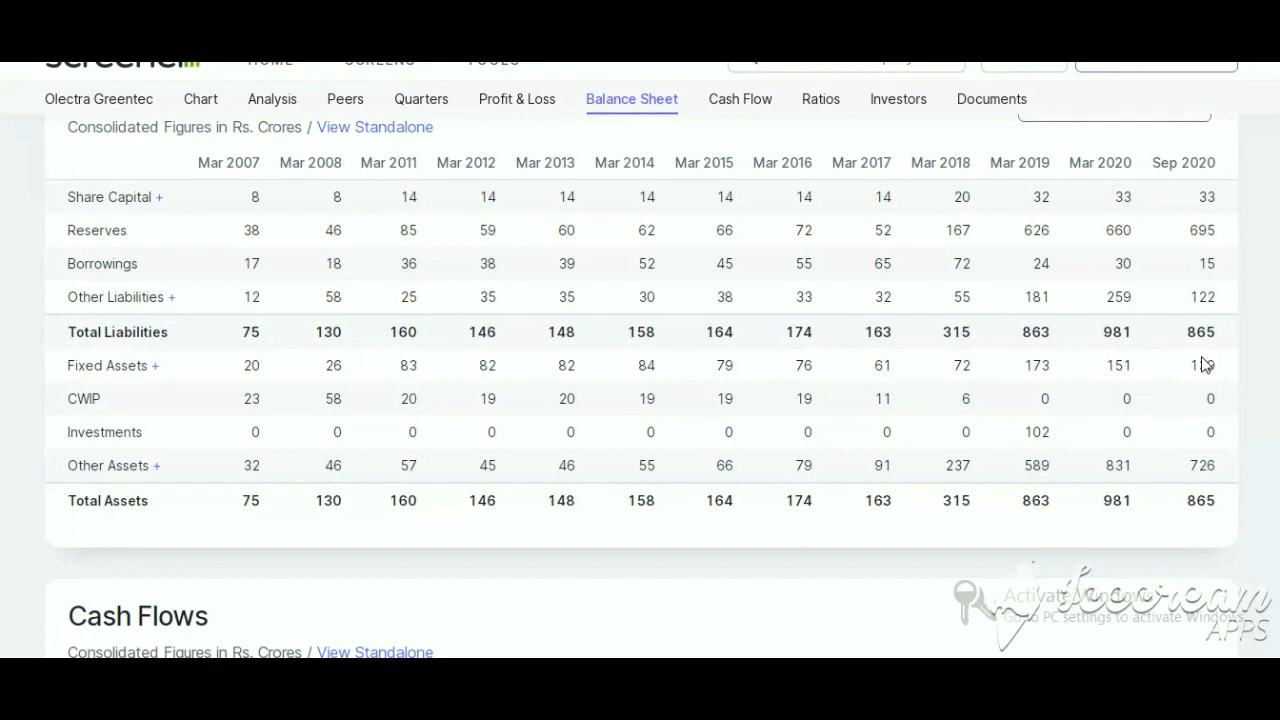 Olectra Greentec Chart Analysis Peers Quarters Profit & Loss Balance Sheet Cash Flow Ratios Investors Documents
Consolidated Figures in Rs. Crores / View Standalone
Mar 2007 Mar 2008 Mar 2011 Mar 2012 Mar 2013 Mar 2014 Mar 2015 Mar 2016 Mar 2017 Mar 2018 Mar 2019 Mar 2020 Sep 2020
Share Capital + 8 8 14 14 14 14 14 14 14 20 32 33 33
Reserves 38 46 85 59 60 62 66 72 52 167 626 660 695
Borrowings 17 18 36 38 39 52 45 55 65 72 24 30 15
Other Liabilities + 12 58 25 35 35 30 38 33 32 55 181 259 122
Total Liabilities 75 130 160 146 148 158 164 174 163 315 863 981 865
Fixed Assets + 20 26 83 82 82 84 79 76 61 72 173 151
CWIP 23 58 20 19 20 19 19 19 11 6 0 0 0
Investments 0 0 0 0 0 0 0 0 0 0 102 0 0
Other Assets + 32 46 57 45 46 55 66 79 91 237 589 831 726
Total Assets 75 130 160 146 148 158 164 174 163 315 863 981 865
Cash Flows
Activate Windows
Go to PC settings to activate Windows.
APPS
Consolidated Figures in Rs. Crores / View Standalone